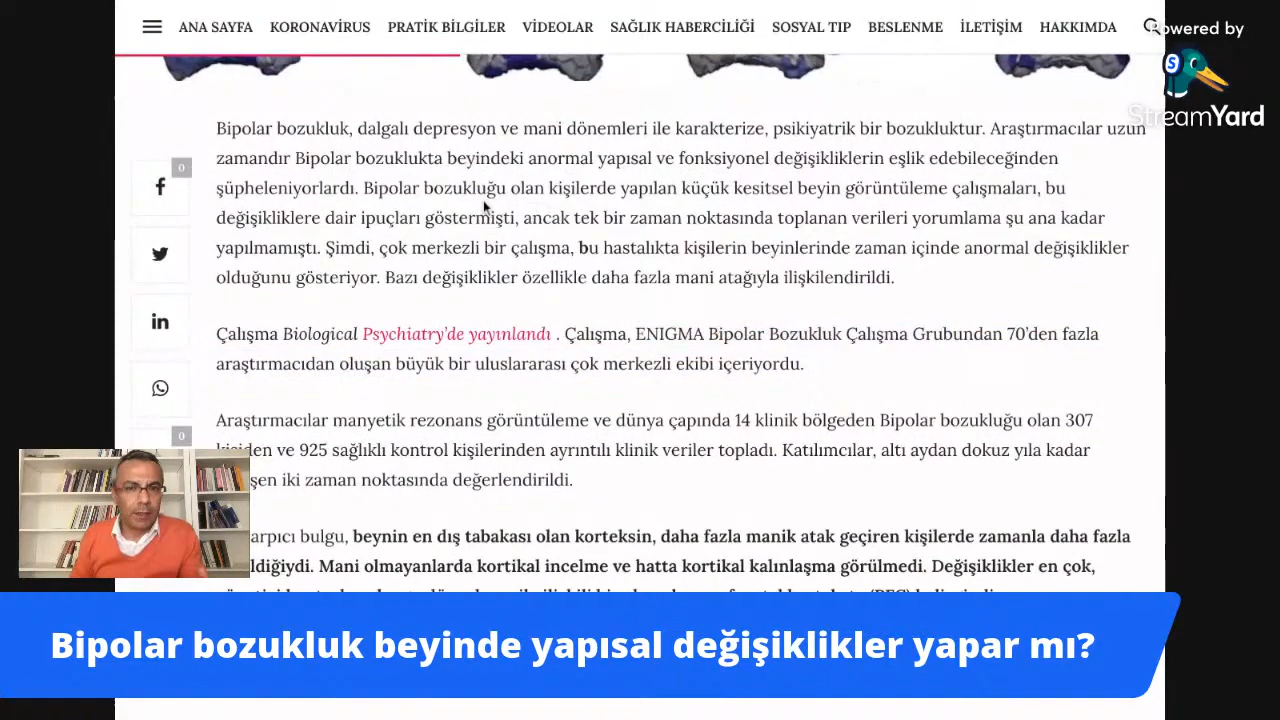 ANA SAYFA KORONAVİRUS PRATİK BİLGİLER VİDEOLAR SAĞLIK HABERCİLİĞİ SOSYAL TIP BESLENME İLETİŞİM HAKKIMDA
Powered by
StreamYard
Bipolar bozukluk, dalgalı depresyon ve mani dönemleri ile karakterize, psikiyatrik bir bozukluktur. Araştırmacılar uzun
zamandır Bipolar bozuklukta beyindeki anormal yapısal ve fonksiyonel değişikliklerin eşlik edebileceğinden
şüpheleniyorlardı. Bipolar bozukluğu olan kişilerde yapılan küçük kesitsel beyin görüntüleme çalışmaları, bu
değişikliklere dair ipuçları göstermişti, ancak tek bir zaman noktasında toplanan verileri yorumlama şu ana kadar
yapılmamıştı. Şimdi, çok merkezli bir çalışma, bu hastalıkta kişilerin beyinlerinde zaman içinde anormal değişiklikler
olduğunu gösteriyor. Bazı değişiklikler özellikle daha fazla mani atağıyla ilişkilendirildi.
0
Çalışma Biological Psychiatry'de yayınlandı . Çalışma, ENIGMA Bipolar Bozukluk Çalışma Grubundan 70'den fazla
araştırmacıdan oluşan büyük bir uluslararası çok merkezli ekibi içeriyordu.
Araştırmacılar manyetik rezonans görüntüleme ve dünya çapında 14 klinik bölgeden Bipolar bozukluğu olan 307
ve 925 sağlıklı kontrol kişilerinden ayrıntılı klinik veriler topladı. Katılımcılar, altı aydan dokuz yıla kadar
iki zaman noktasında değerlendirildi.
0
bulgu, beynin en dış tabakası olan korteksin, daha fazla manik atak geçiren kişilerde zamanla daha fazla
Mani olmayanlarda kortikal incelme ve hatta kortikal kalınlaşma görülmedi. Değişiklikler en çok,
Bipolar bozukluk beyinde yapısal değişiklikler yapar mı?